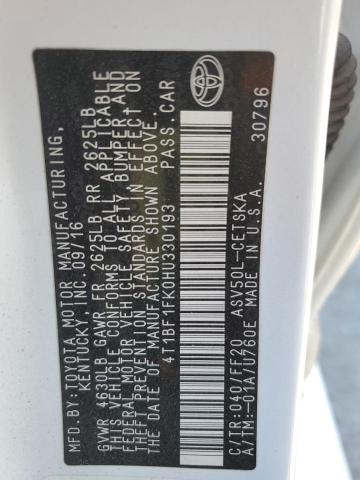 MFD. BY: TOYOTA MOTOR MANUFACTURING,
KENTUCKY, INC. 09/16
GVWR 4630LB GAWR FR 2625LB RR 2625LB
THIS VEHICLE CONFORMS TO ALL APPLICABLE
FEDERAL MOTOR VEHICLE SAFETY, BUMPER AND
THEFT PREVENTION STANDARDS IN EFFECT ON
THE DATE OF MANUFACTURE SHOWN ABOVE.
4T1BF1FK0HU330193 PASS. CAR
C/TR:040/FF20 ASV50L-CETSKA
A/TM:-01A/U760E MADE IN U.S.A.
30796